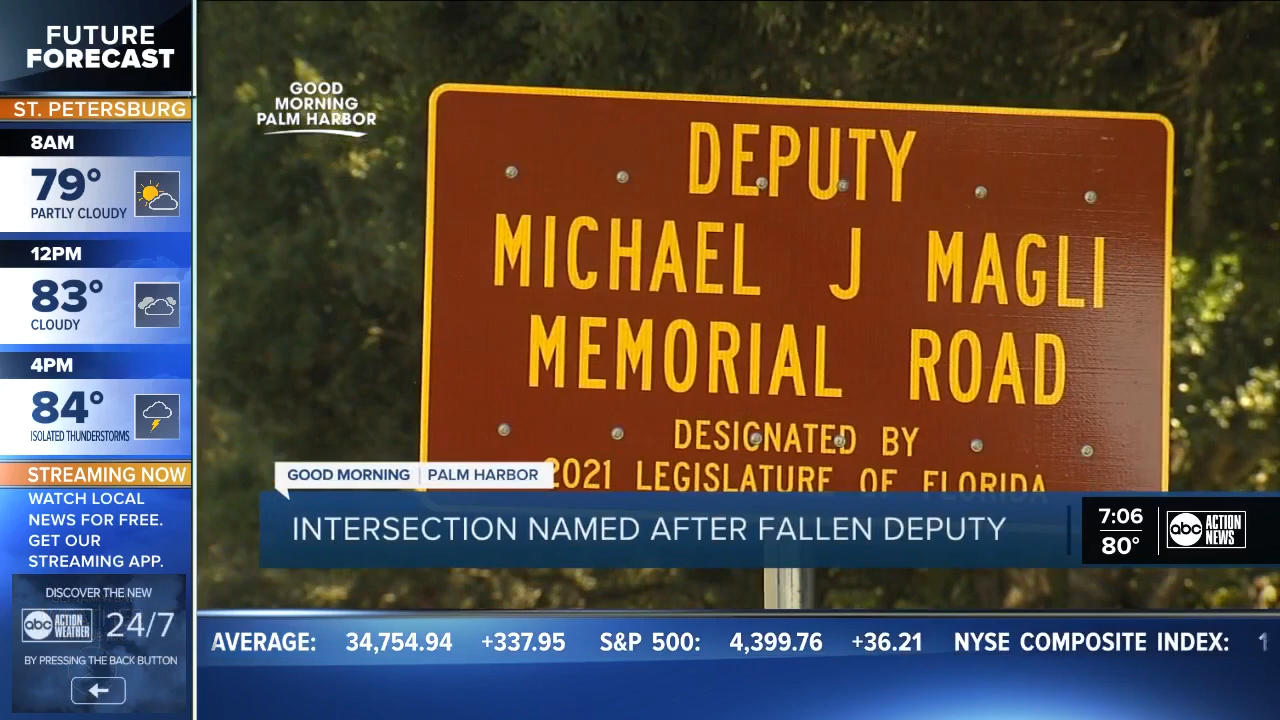 FUTURE
FORECAST
ST. PETERSBURG
8AM
79°
PARTLY CLOUDY
12PM
83°
CLOUDY
4PM
84°
ISOLATED THUNDERSTORMS
STREAMING NOW
WATCH LOCAL
NEWS FOR FREE.
GET OUR
STREAMING APP.
DISCOVER THE NEW
abc ACTION WEATHER 24/7
BY PRESSING THE BACK BUTTON
GOOD
MORNING
PALM HARBOR
DEPUTY
MICHAEL J MAGLI
MEMORIAL ROAD
DESIGNATED BY
2021 LEGISLATURE OF FLORIDA
GOOD MORNING PALM HARBOR
INTERSECTION NAMED AFTER FALLEN DEPUTY
7:06
80°
abc ACTION NEWS
AVERAGE: 34,754.94 +337.95 S&P 500: 4,399.76 +36.21 NYSE COMPOSITE INDEX: